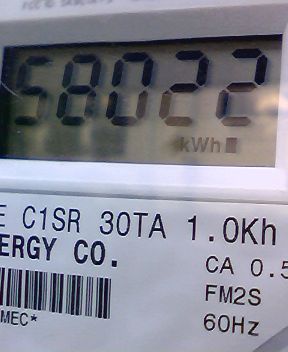 58022
kWh
E C1SR 30TA 1.0Kh
ERGY CO.
CA 0.5
FM2S
MEC*
60Hz